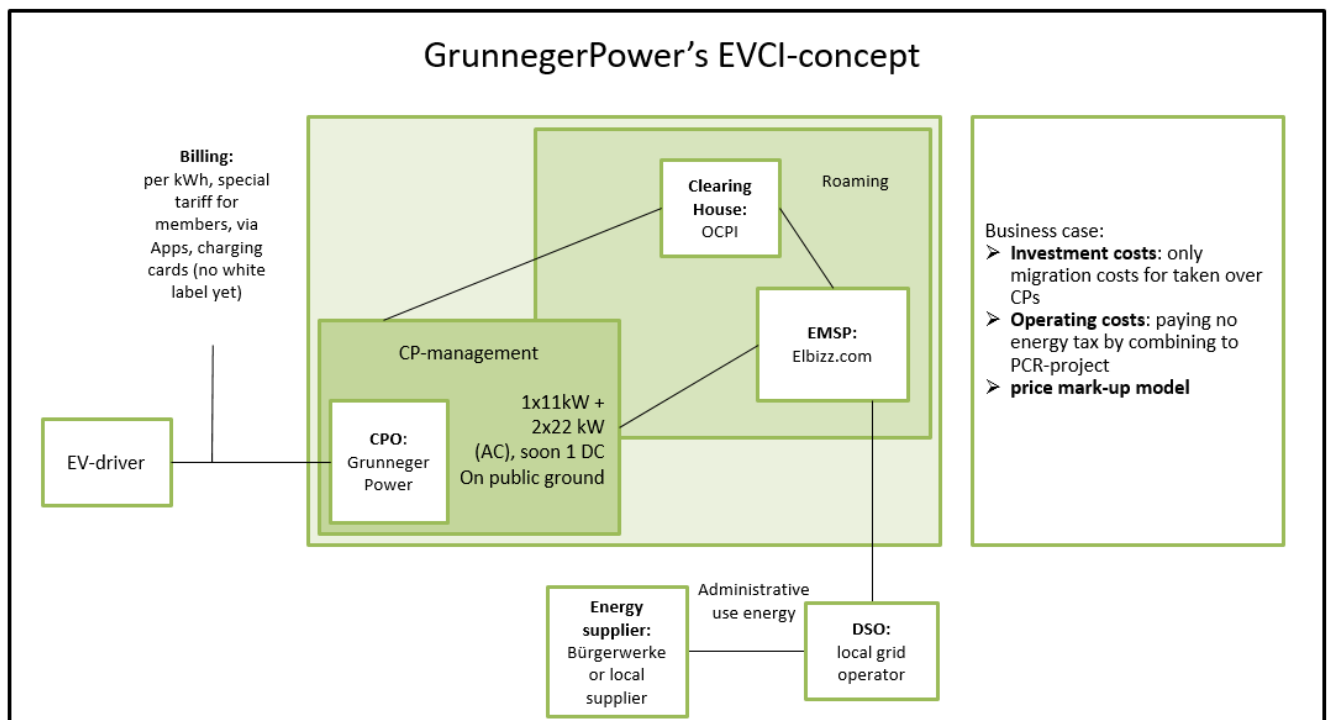 GrunnegerPower's EVCI-concept
Billing:
per kWh, special
tariff for
members, via
Apps, charging
cards (no white
label yet)
Clearing
House:
OCPI
Roaming
EMSP:
Elbizz.com
CP-management
1x11kW +
2x22 kW
(AC), soon 1 DC
On public ground
CPO:
Grunneger
Power
EV-driver
Business case:
➢ Investment costs: only
migration costs for taken over
CPs
➢ Operating costs: paying no
energy tax by combining to
PCR-project
➢ price mark-up model
Energy
supplier:
Bürgerwerke
or local
supplier
Administrative
use energy
DSO:
local grid
operator